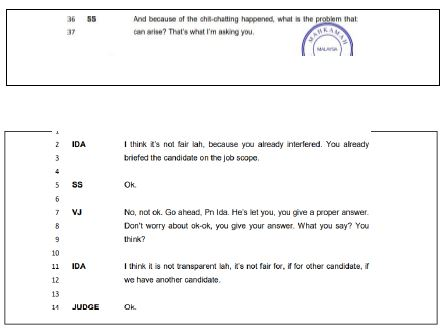 36 SS And because of the chit-chatting happened, what is the problem that
37 can arise? That's what I'm asking you.
MAHKAMAH
MALAYSIA
2 IDA I think it's not fair lah, because you already interfered. You already
3 briefed the candidate on the job scope.
4
5 SS Ok.
6
7 VJ No, not ok. Go ahead, Pn Ida. He's let you, you give a proper answer.
8 Don't worry about ok-ok, you give your answer. What you say? You
9 think?
10
11 IDA I think it is not transparent lah, it's not fair for, if for other candidate, if
12 we have another candidate.
13
14 JUDGE Ok.